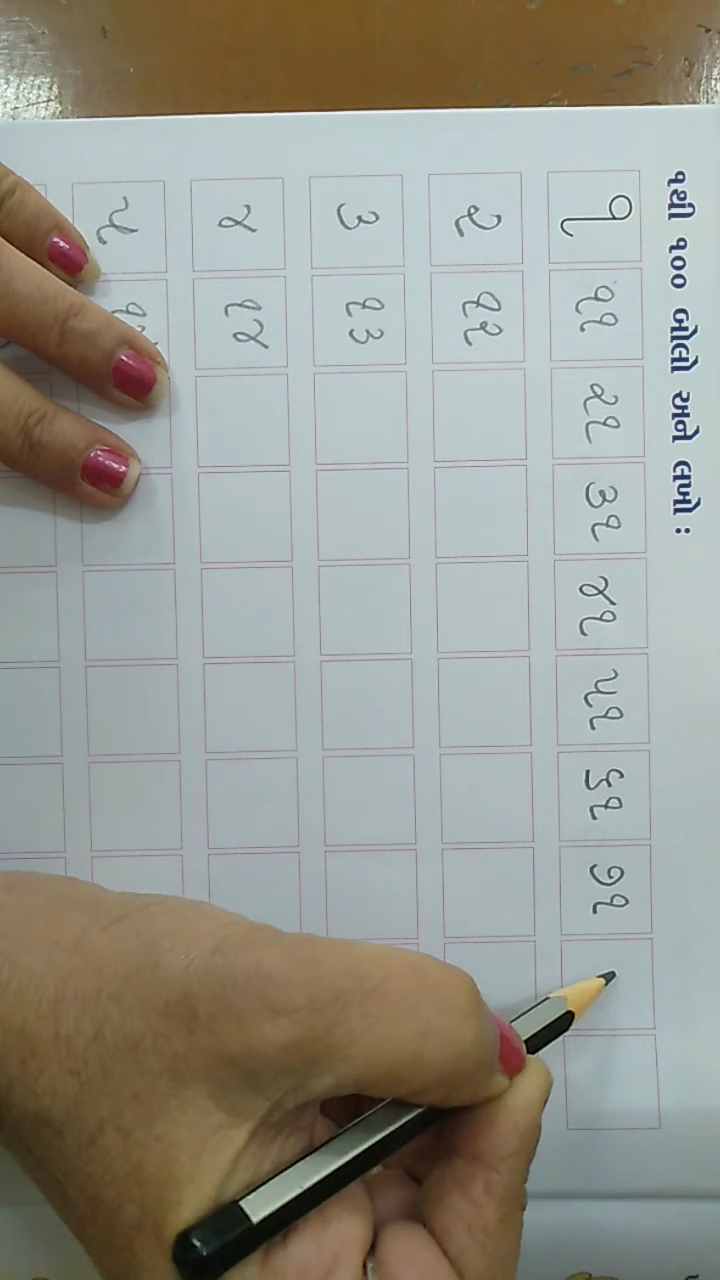 ૧થી ૧૦૦ બોલો અને લખો :
૧ ૧૧ ૨૧ ૩૧ ૪૧ ૫૧ ૬૧ ૭૧
૨ ૧૨
૩ ૧૩
૪ ૧૪
૫